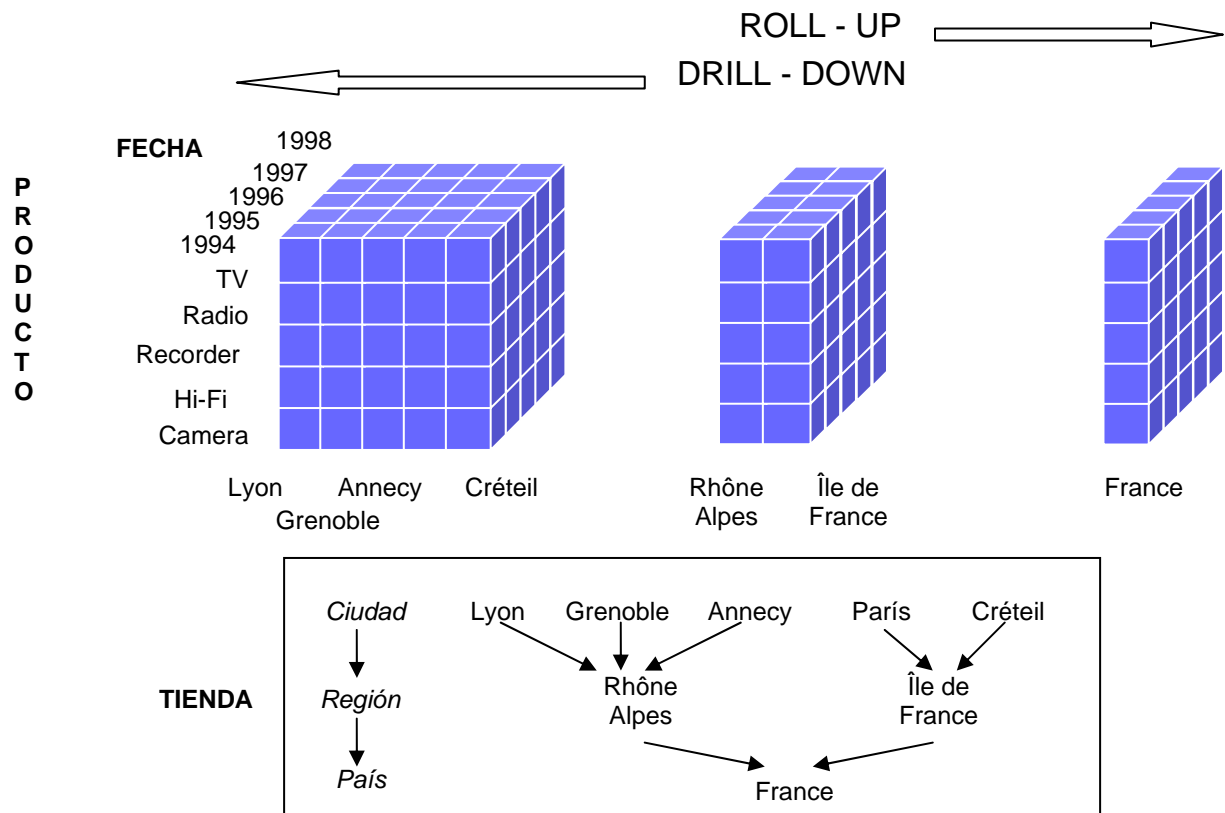 ROLL - UP
DRILL - DOWN
FECHA
1998
1997
1996
1995
1994
P
R
O
D
U
C
T
O
TV
Radio
Recorder
Hi-Fi
Camera
Lyon Annecy Créteil
Grenoble
Rhône
Alpes
Île de
France
France
Ciudad Lyon Grenoble Annecy París Créteil
TIENDA
Región
Rhône
Alpes
Île de
France
País
France